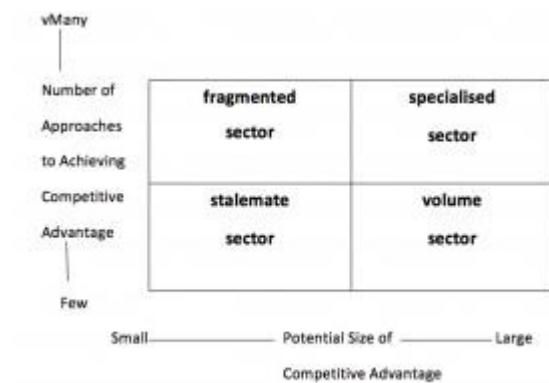 vMany
Number of
Approaches
to Achieving
Competitive
Advantage
Few
fragmented
sector
specialised
sector
stalemate
sector
volume
sector
Small
Potential Size of
Large
Competitive Advantage